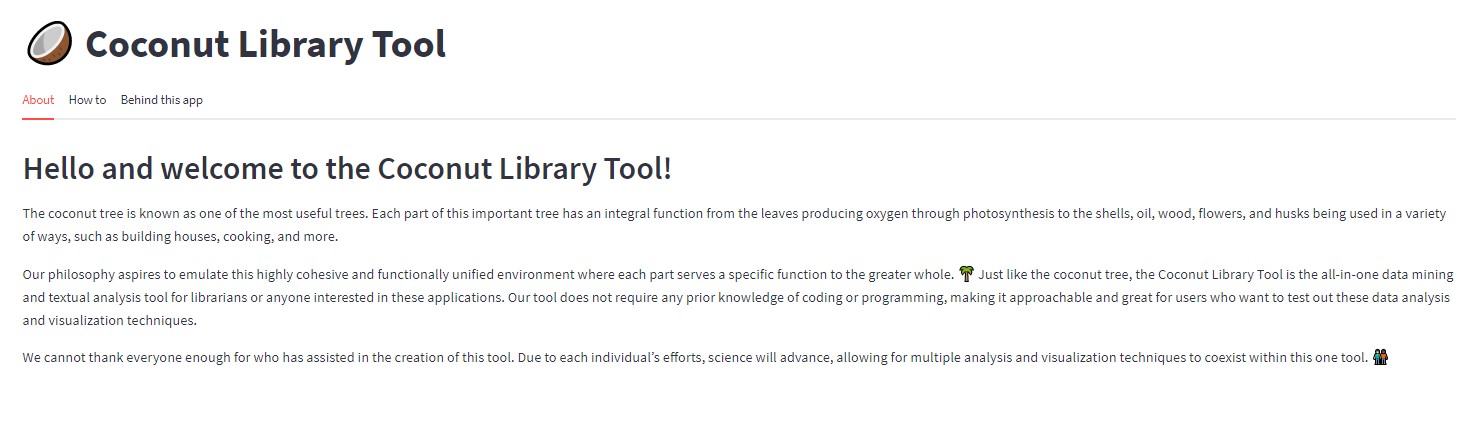 Coconut Library Tool
About How to Behind this app
Hello and welcome to the Coconut Library Tool!
The coconut tree is known as one of the most useful trees. Each part of this important tree has an integral function from the leaves producing oxygen through photosynthesis to the shells, oil, wood, flowers, and husks being used in a variety
of ways, such as building houses, cooking, and more.
Our philosophy aspires to emulate this highly cohesive and functionally unified environment where each part serves a specific function to the greater whole. 🌴 Just like the coconut tree, the Coconut Library Tool is the all-in-one data mining
and textual analysis tool for librarians or anyone interested in these applications. Our tool does not require any prior knowledge of coding or programming, making it approachable and great for users who want to test out these data analysis
and visualization techniques.
We cannot thank everyone enough for who has assisted in the creation of this tool. Due to each individual’s efforts, science will advance, allowing for multiple analysis and visualization techniques to coexist within this one tool.